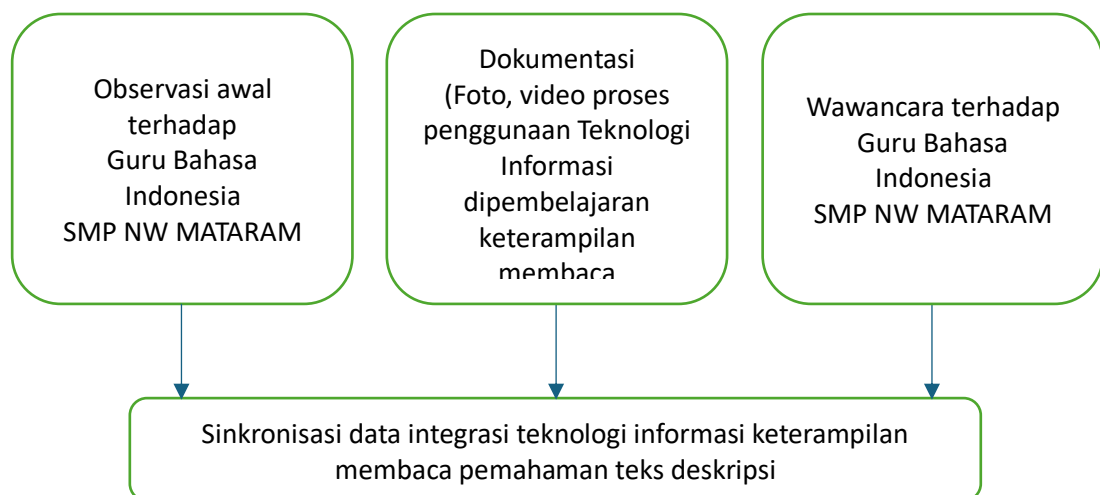 Observasi awal
terhadap
Guru Bahasa
Indonesia
SMP NW MATARAM
Dokumentasi
(Foto, video proses
penggunaan Teknologi
Informasi
dipembelajaran
keterampilan
membaca
Wawancara terhadap
Guru Bahasa
Indonesia
SMP NW MATARAM
Sinkronisasi data integrasi teknologi informasi keterampilan
membaca pemahaman teks deskripsi